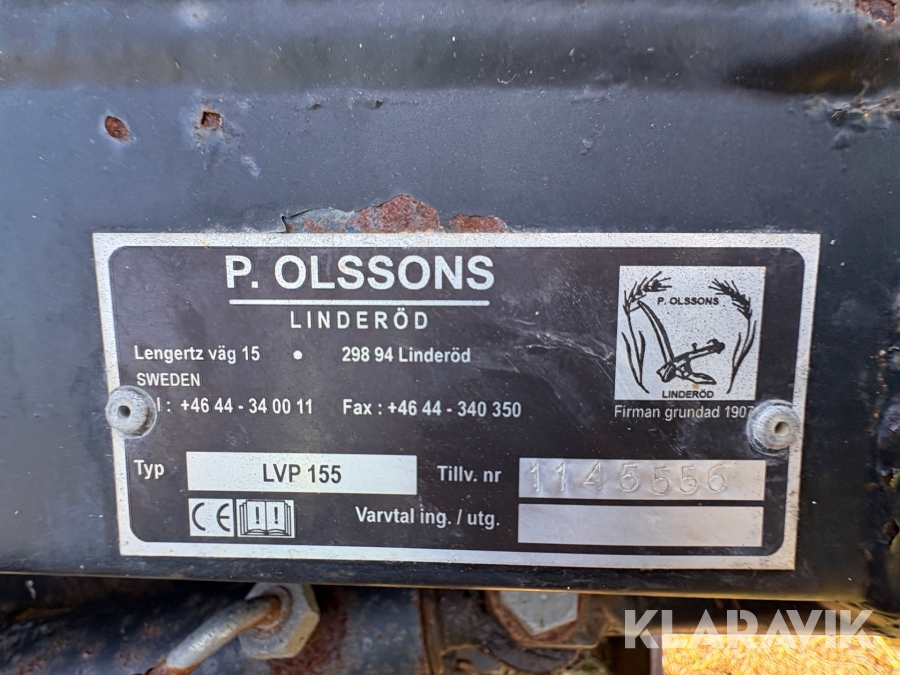 P. OLSSONS
LINDERÖD
Lengertz väg 15 • 298 94 Linderöd
SWEDEN
l : +46 44 - 34 00 11 Fax : +46 44 - 340 350
P. OLSSONS
LINDERÖD
Firman grundad 1907
Typ LVP 155
Tillv. nr 1145556
CE
Varvtal ing. / utg.
KLARAVIK